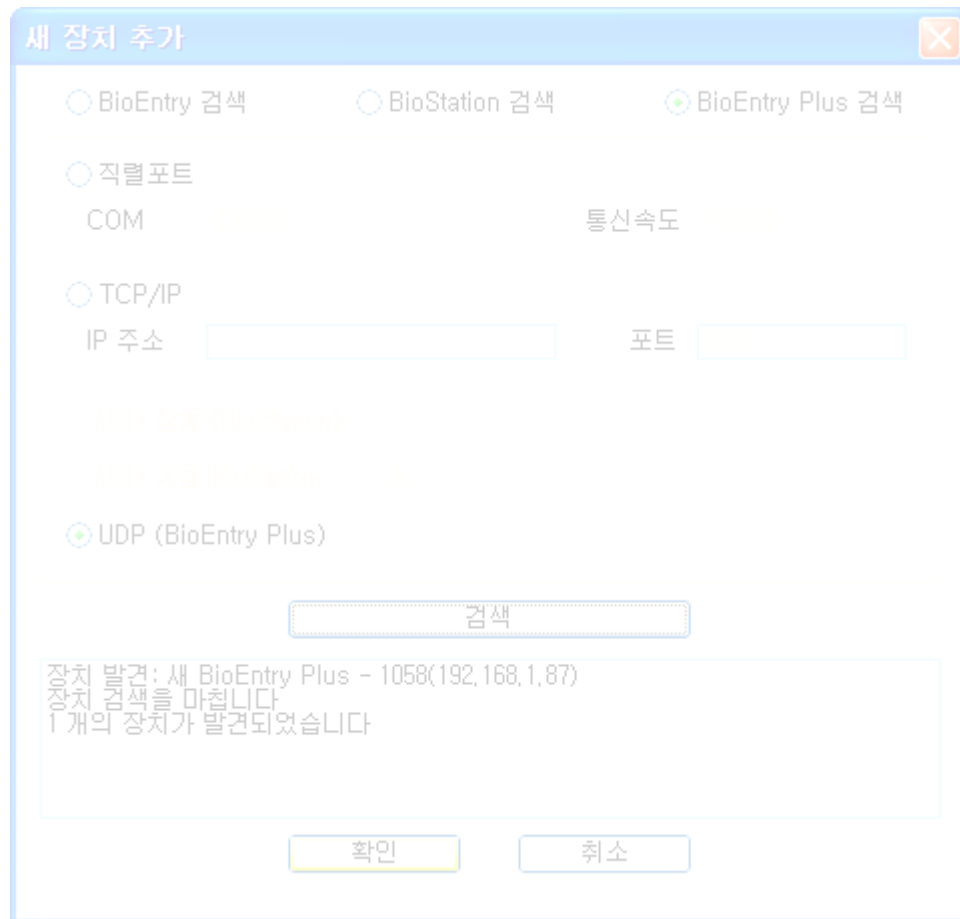 새 장치 추가
BioEntry 검색 BioStation 검색 BioEntry Plus 검색
직렬포트
COM 통신속도
TCP/IP
IP 주소 포트
UDP (BioEntry Plus)
검색
장치 발견: 새 BioEntry Plus - 1058(192,168,1,87)
장치 검색을 마칩니다
1 개의 장치가 발견되었습니다
확인 취소